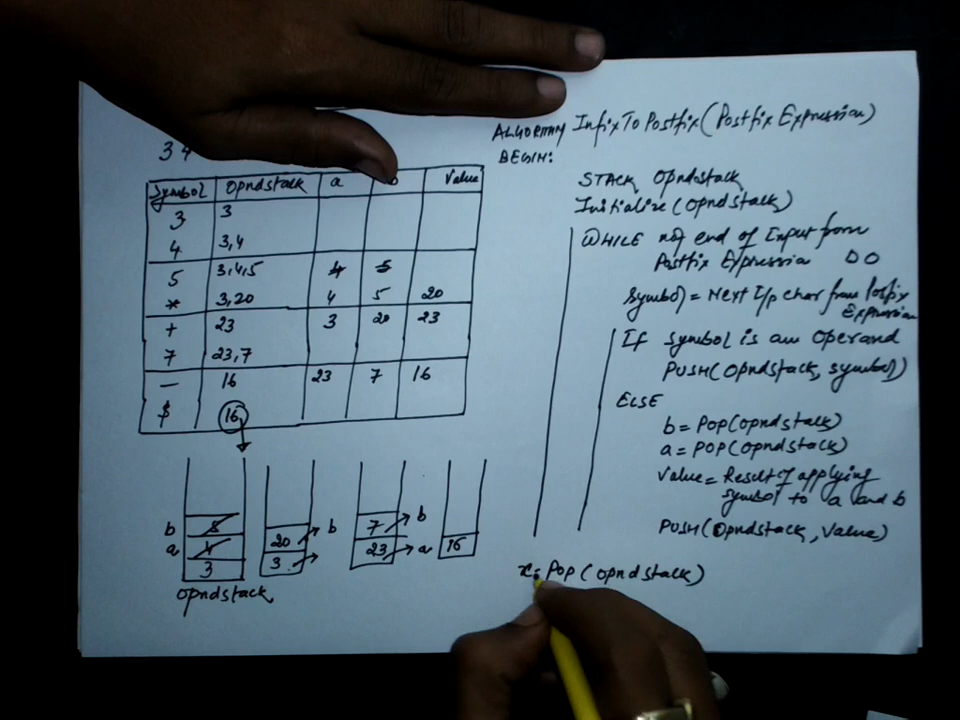 3 4
Symbol Opndstack a b Value
3 3
4 3,4
5 3,4,5 4 5
* 3,20 4 5 20
+ 23 3 20 23
7 23,7
- 16 23 7 16
$ 16
b 5
a 4
3
opndstack
20 b
3
7 b
23 a
16
ALGORITHM InfixToPostfix(Postfix Expression)
BEGIN:
STACK OpndStack
Initialize(OpndStack)
WHILE not end of Input from
Postfix Expression DO
Symbol = Next I/p char from Posfix
Expression
If symbol is an operand
PUSH(OpndStack, symbol)
ELSE
b = Pop(opndstack)
a = POP(Opndstack)
Value = Result of applying
symbol to a and b
PUSH(Opndstack, Value)
x = Pop(opndstack)